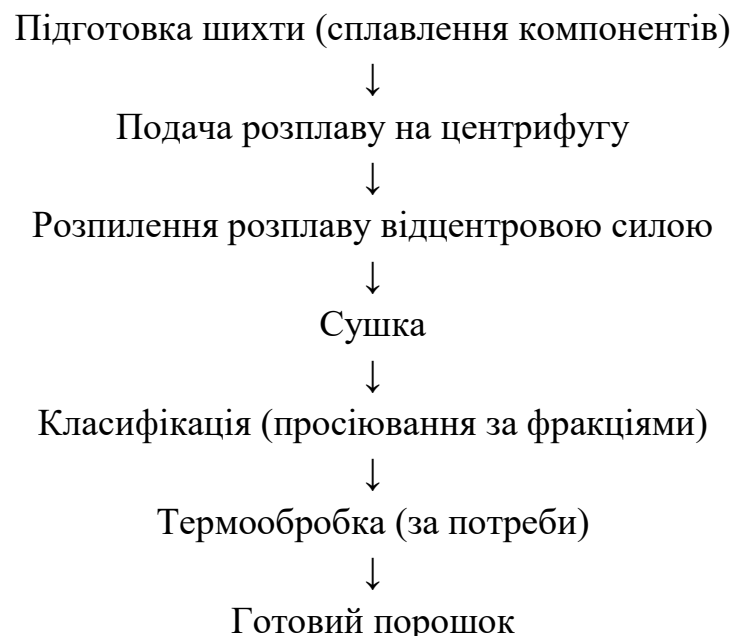 Підготовка шихти (сплавлення компонентів)
↓
Подача розплаву на центрифугу
↓
Розпилення розплаву відцентровою силою
↓
Сушка
↓
Класифікація (просіювання за фракціями)
↓
Термообробка (за потреби)
↓
Готовий порошок